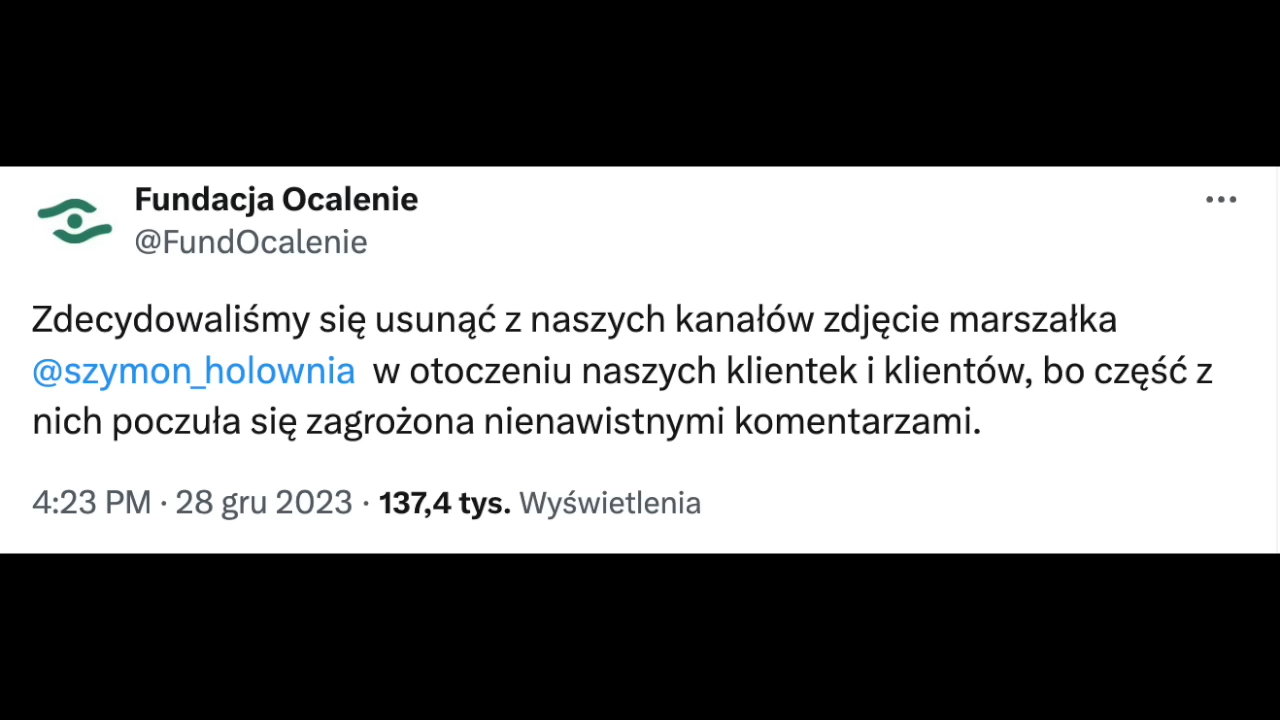 Fundacja Ocalenie
@FundOcalenie
Zdecydowaliśmy się usunąć z naszych kanałów zdjęcie marszałka
@szymon_holownia w otoczeniu naszych klientek i klientów, bo część z
nich poczuła się zagrożona nienawistnymi komentarzami.
4:23 PM · 28 gru 2023 · 137,4 tys. Wyświetlenia